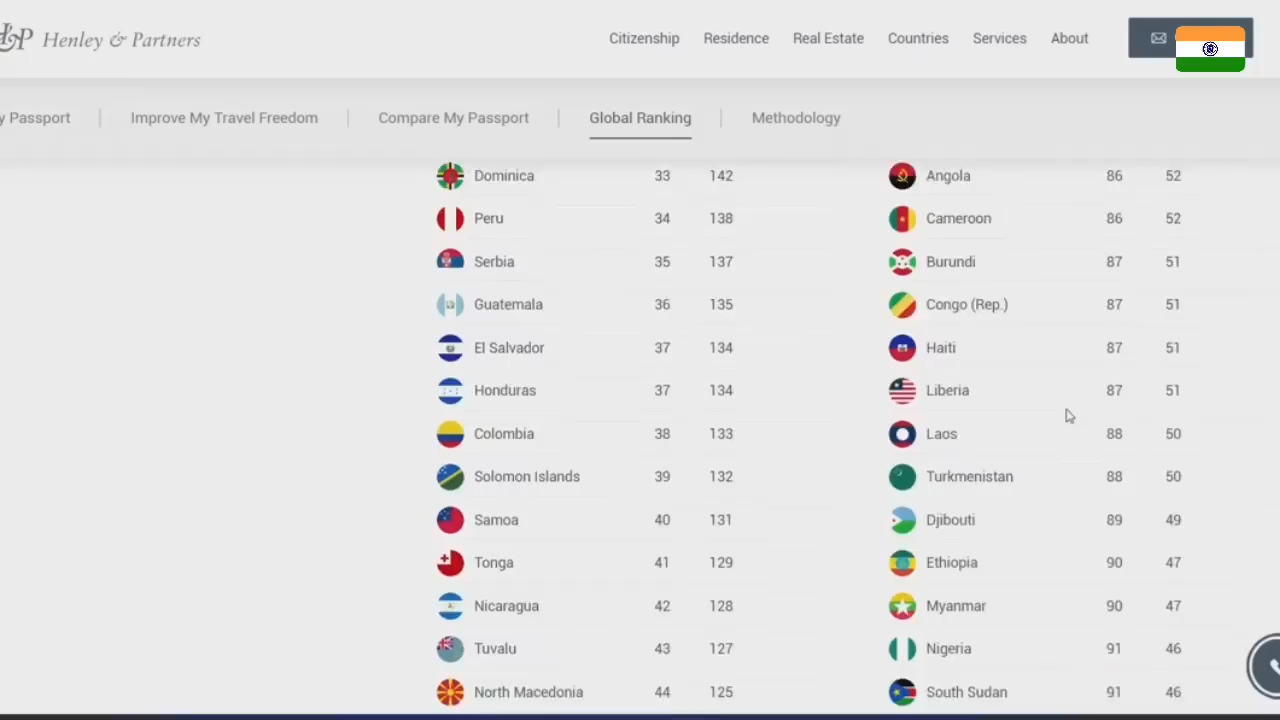 H&P Henley & Partners
Citizenship Residence Real Estate Countries Services About
y Passport | Improve My Travel Freedom | Compare My Passport | Global Ranking | Methodology
Dominica 33 142
Peru 34 138
Serbia 35 137
Guatemala 36 135
El Salvador 37 134
Honduras 37 134
Colombia 38 133
Solomon Islands 39 132
Samoa 40 131
Tonga 41 129
Nicaragua 42 128
Tuvalu 43 127
North Macedonia 44 125
Angola 86 52
Cameroon 86 52
Burundi 87 51
Congo (Rep.) 87 51
Haiti 87 51
Liberia 87 51
Laos 88 50
Turkmenistan 88 50
Djibouti 89 49
Ethiopia 90 47
Myanmar 90 47
Nigeria 91 46
South Sudan 91 46